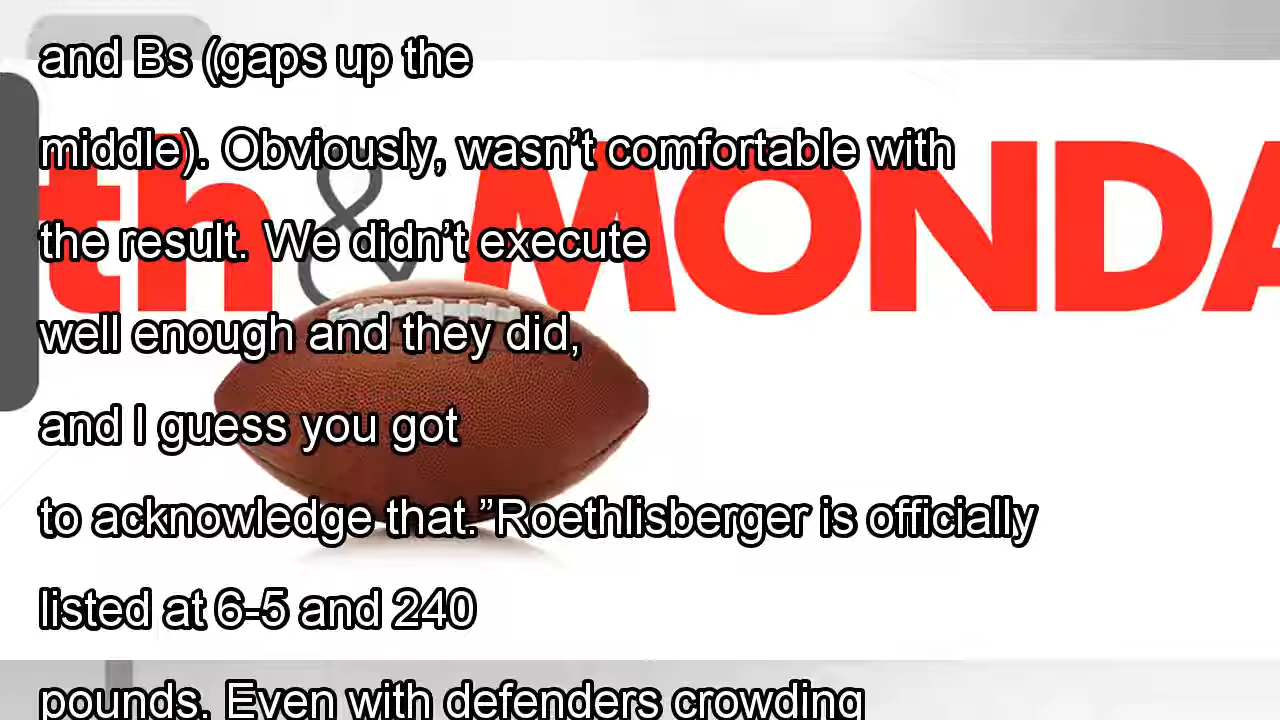 and Bs (gaps up the
middle). Obviously, wasn’t comfortable with
th & MONDA
the result. We didn’t execute
well enough and they did,
and I guess you got
to acknowledge that.”Roethlisberger is officially
listed at 6-5 and 240
pounds. Even with defenders crowding